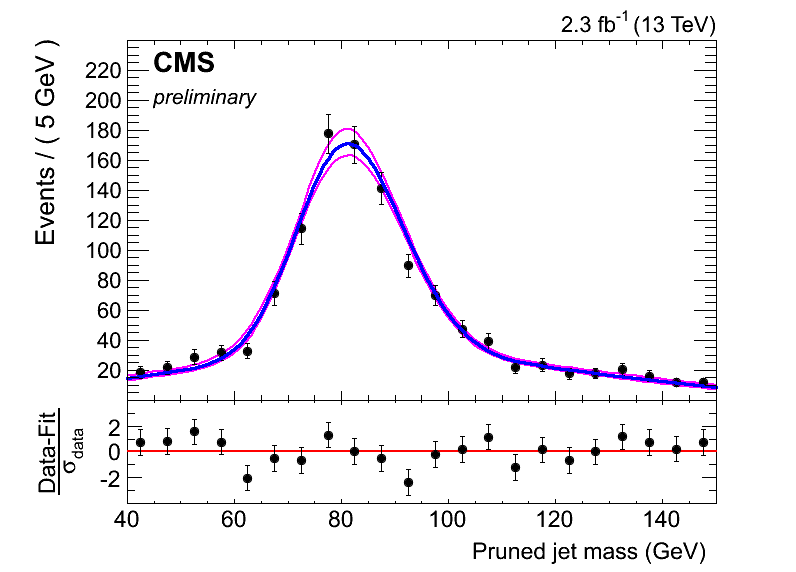 2.3 fb⁻¹ (13 TeV)
CMS
preliminary
Events / ( 5 GeV )
220
200
180
160
140
120
100
80
60
40
20
Data-Fit
σdata
2
0
-2
40 60 80 100 120 140
Pruned jet mass (GeV)